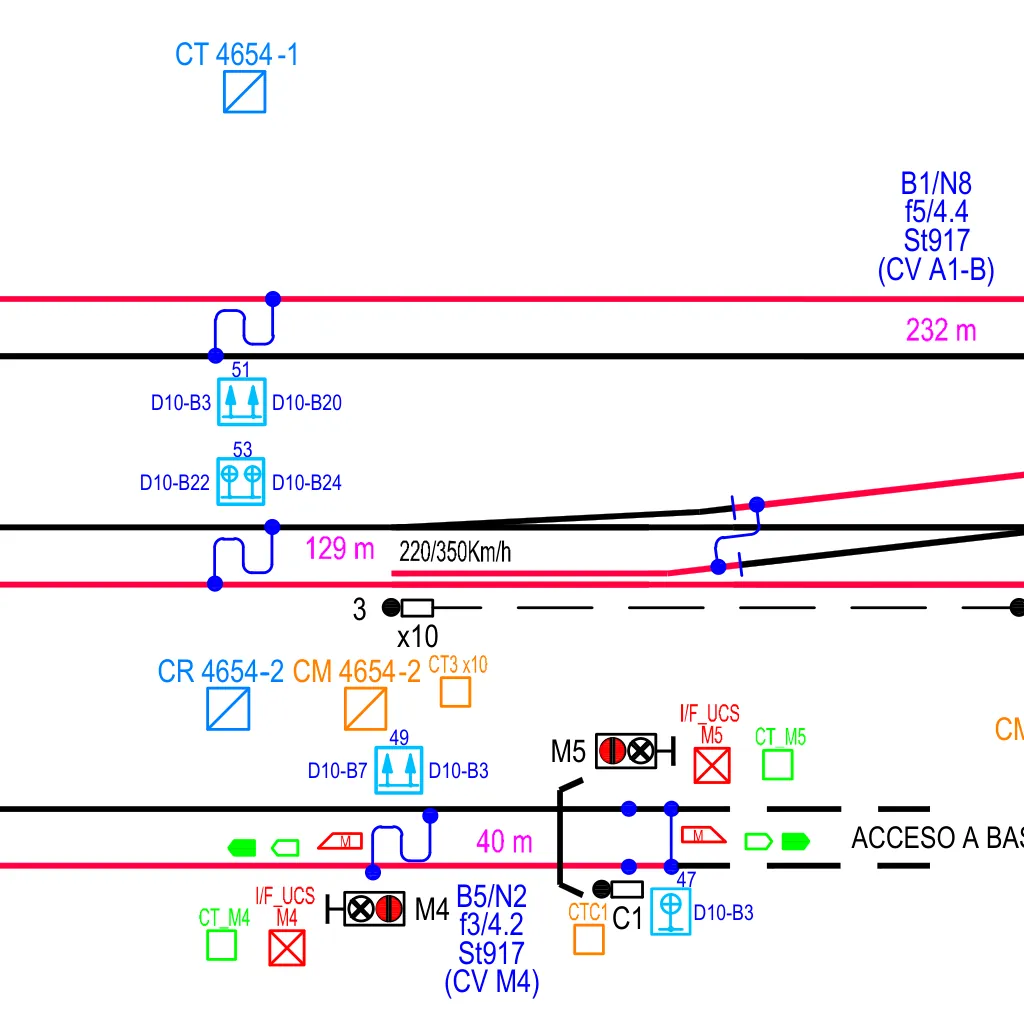 CT 4654-1
B1/N8
f5/4.4
St917
(CV A1-B)
232 m
51
D10-B3
D10-B20
53
D10-B22
D10-B24
129 m
220/350Km/h
3
x10
CR 4654-2
CM 4654-2
CT3 x10
CM
I/F_UCS
M5
CT_M5
M5
49
D10-B7
D10-B3
M
40 m
M
ACCESO A BAS
47
D10-B3
I/F_UCS
M4
CT_M4
M4
B5/N2
f3/4.2
St917
(CV M4)
CTC1
C1